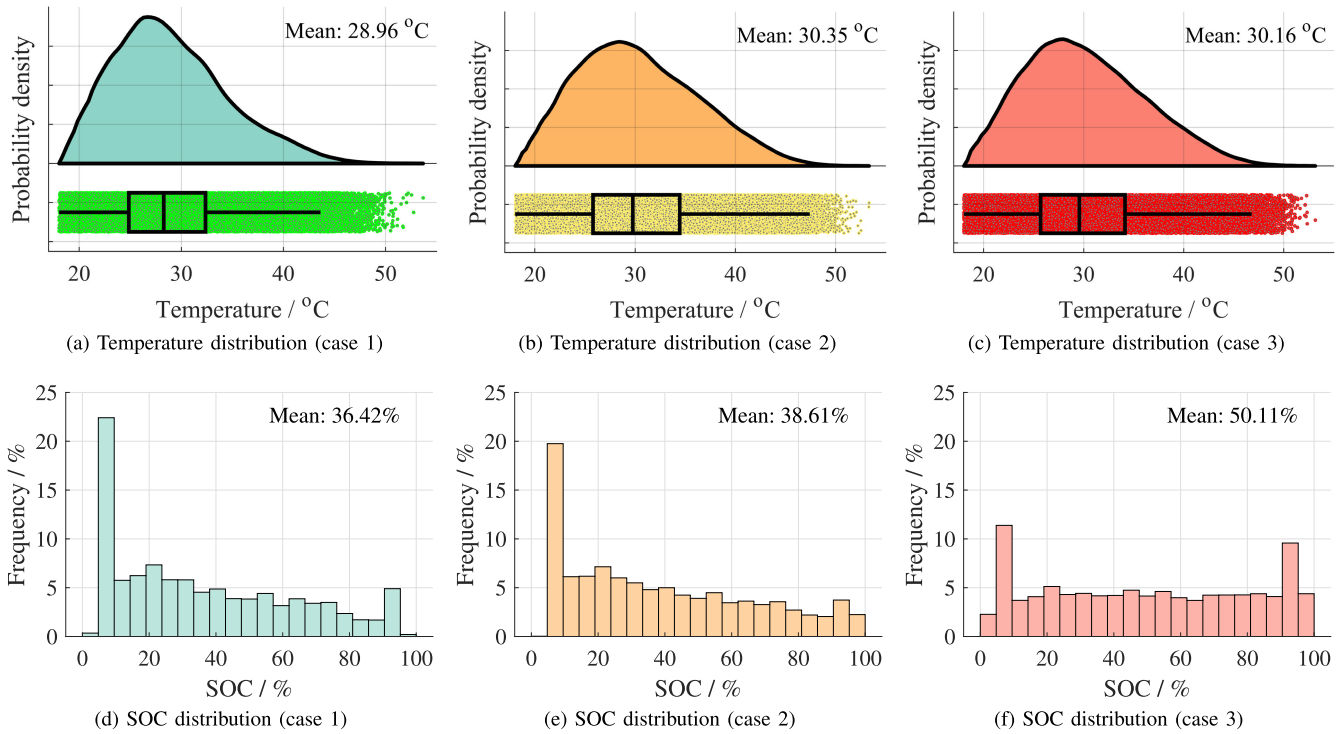 Probability density
Mean: 28.96 °C
20 30 40 50
Temperature / °C
(a) Temperature distribution (case 1)
Probability density
Mean: 30.35 °C
20 30 40 50
Temperature / °C
(b) Temperature distribution (case 2)
Probability density
Mean: 30.16 °C
20 30 40 50
Temperature / °C
(c) Temperature distribution (case 3)
Frequency / %
25
20
15
10
5
0
Mean: 36.42%
0 20 40 60 80 100
SOC / %
(d) SOC distribution (case 1)
Frequency / %
25
20
15
10
5
0
Mean: 38.61%
0 20 40 60 80 100
SOC / %
(e) SOC distribution (case 2)
Frequency / %
25
20
15
10
5
0
Mean: 50.11%
0 20 40 60 80 100
SOC / %
(f) SOC distribution (case 3)